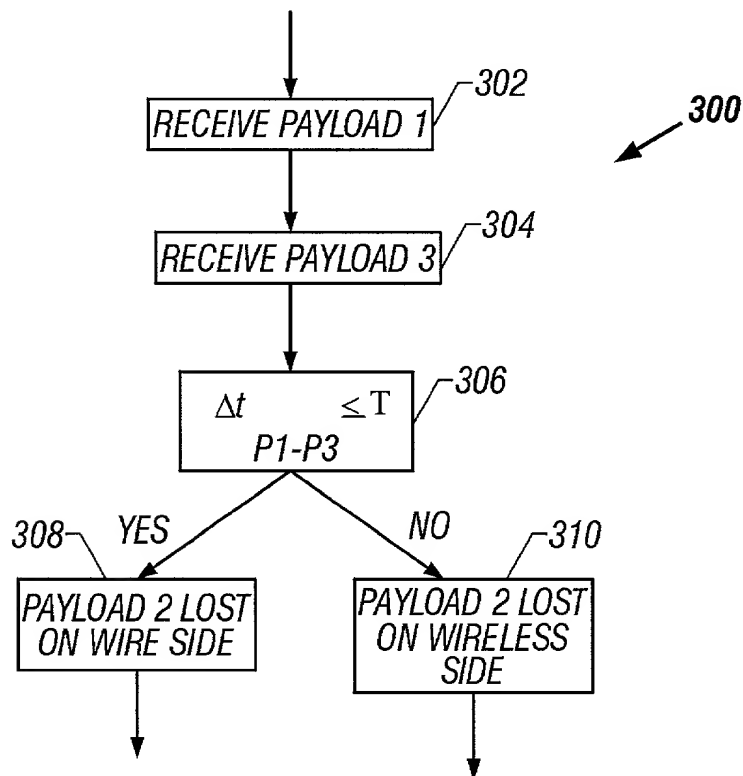 302
RECEIVE PAYLOAD 1
300
304
RECEIVE PAYLOAD 3
306
Δt ≤ T
P1-P3
YES
NO
308
310
PAYLOAD 2 LOST
ON WIRE SIDE
PAYLOAD 2 LOST
ON WIRELESS
SIDE